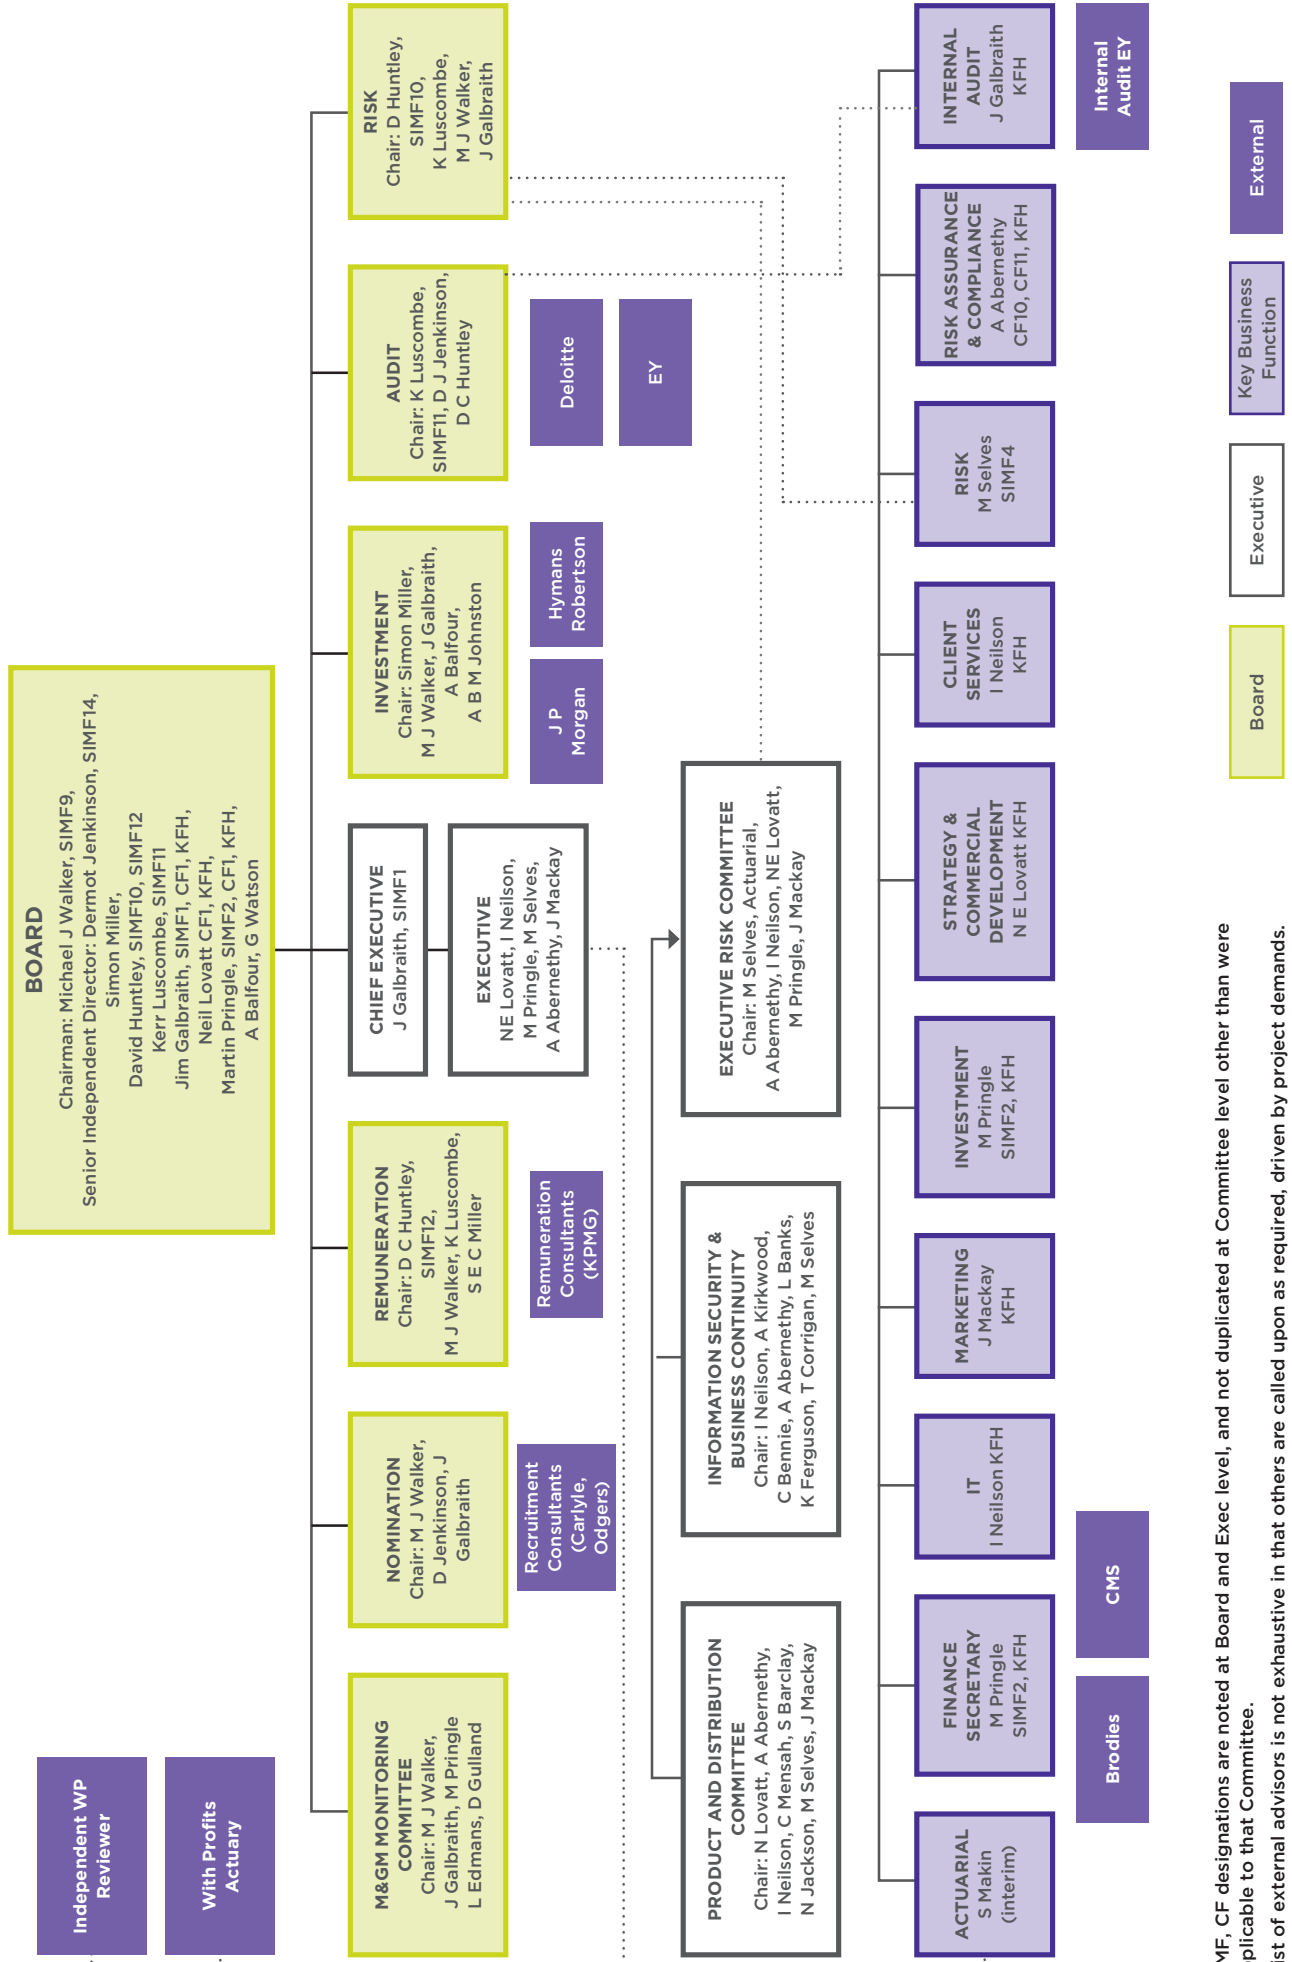 Independent WP
Reviewer
With Profits
Actuary
BOARD
Chairman: Michael J Walker, SIMF9,
Senior Independent Director: Dermot Jenkinson, SIMF14,
Simon Miller,
David Huntley, SIMF10, SIMF12
Kerr Luscombe, SIMF11
Jim Galbraith, SIMF1, CF1, KFH,
Neil Lovatt CF1, KFH,
Martin Pringle, SIMF2, CF1, KFH,
A Balfour, G Watson
M&GM MONITORING
COMMITTEE
Chair: M J Walker,
J Galbraith, M Pringle
L Edmans, D Gulland
NOMINATION
Chair: M J Walker,
D Jenkinson, J
Galbraith
Recruitment
Consultants
(Carlyle,
Odgers)
REMUNERATION
Chair: D C Huntley,
SIMF12,
M J Walker, K Luscombe,
S E C Miller
Remuneration
Consultants
(KPMG)
CHIEF EXECUTIVE
J Galbraith, SIMF1
EXECUTIVE
NE Lovatt, I Neilson,
M Pringle, M Selves,
A Abernethy, J Mackay
INVESTMENT
Chair: Simon Miller,
M J Walker, J Galbraith,
A Balfour,
A B M Johnston
J P
Morgan
Hymans
Robertson
AUDIT
Chair: K Luscombe,
SIMF11, D J Jenkinson,
D C Huntley
Deloitte
EY
RISK
Chair: D Huntley,
SIMF10,
K Luscombe,
M J Walker,
J Galbraith
PRODUCT AND DISTRIBUTION
COMMITTEE
Chair: N Lovatt, A Abernethy,
I Neilson, C Mensah, S Barclay,
N Jackson, M Selves, J Mackay
INFORMATION SECURITY &
BUSINESS CONTINUITY
Chair: I Neilson, A Kirkwood,
C Bennie, A Abernethy, L Banks,
K Ferguson, T Corrigan, M Selves
EXECUTIVE RISK COMMITTEE
Chair: M Selves, Actuarial,
A Abernethy, I Neilson, NE Lovatt,
M Pringle, J Mackay
ACTUARIAL
S Makin
(interim)
FINANCE
SECRETARY
M Pringle
SIMF2, KFH
IT
I Neilson KFH
MARKETING
J Mackay
KFH
INVESTMENT
M Pringle
SIMF2, KFH
STRATEGY &
COMMERCIAL
DEVELOPMENT
N E Lovatt KFH
CLIENT
SERVICES
I Neilson
KFH
RISK
M Selves
SIMF4
RISK ASSURANCE
& COMPLIANCE
A Abernethy
CF10, CF11, KFH
INTERNAL
AUDIT
J Galbraith
KFH
Brodies
CMS
Internal
Audit EY
MF, CF designations are noted at Board and Exec level, and not duplicated at Committee level other than were
plicable to that Committee.
ist of external advisors is not exhaustive in that others are called upon as required, driven by project demands.
Board
Executive
Key Business
Function
External